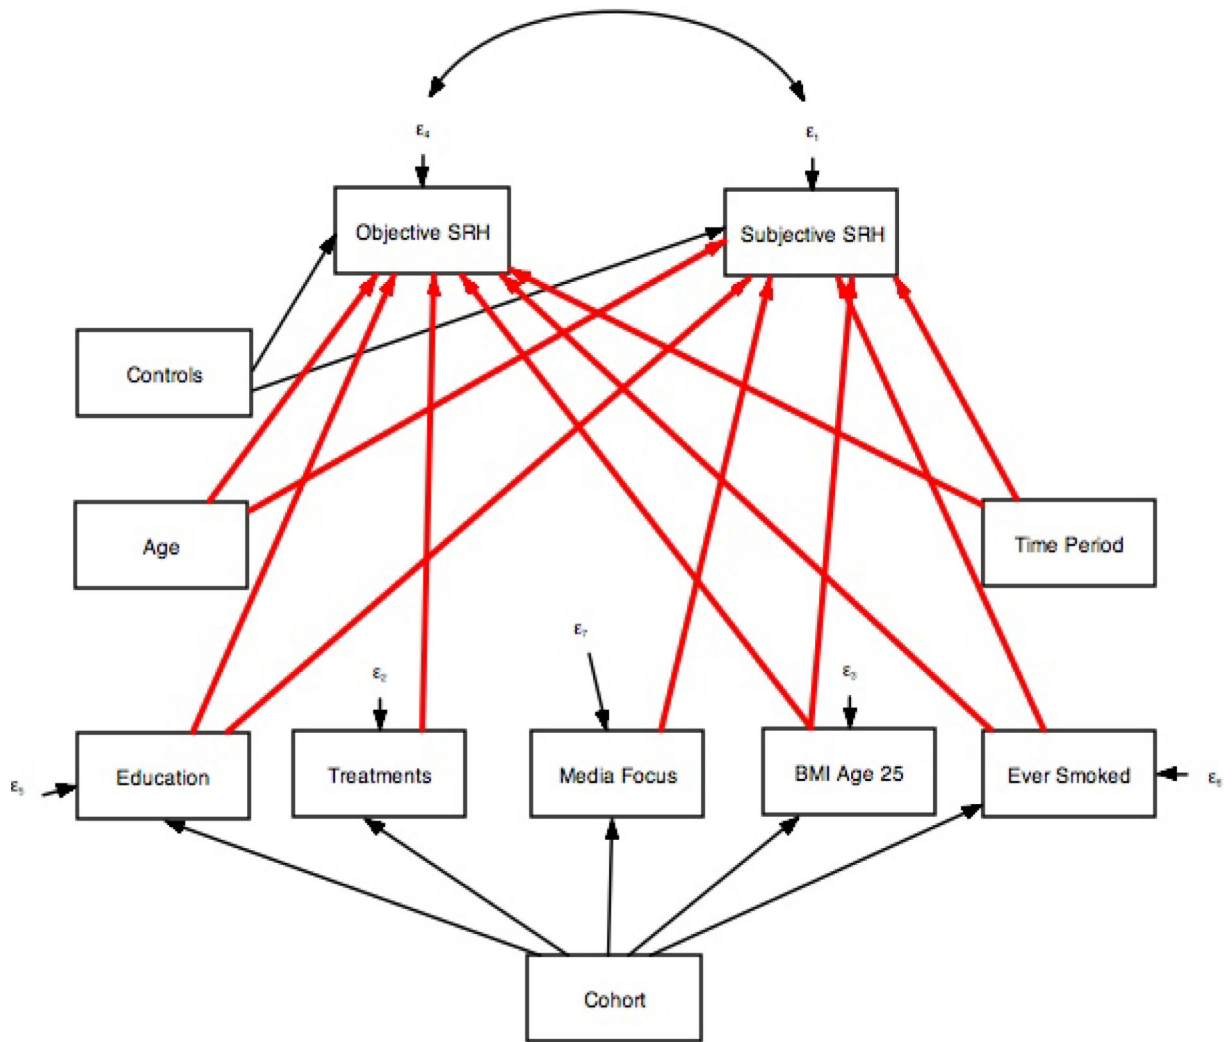 ε₄
ε₁
Objective SRH
Subjective SRH
Controls
Age
Time Period
ε₇
ε₂
ε₃
Education
Treatments
Media Focus
BMI Age 25
Ever Smoked
ε₅
ε₆
Cohort